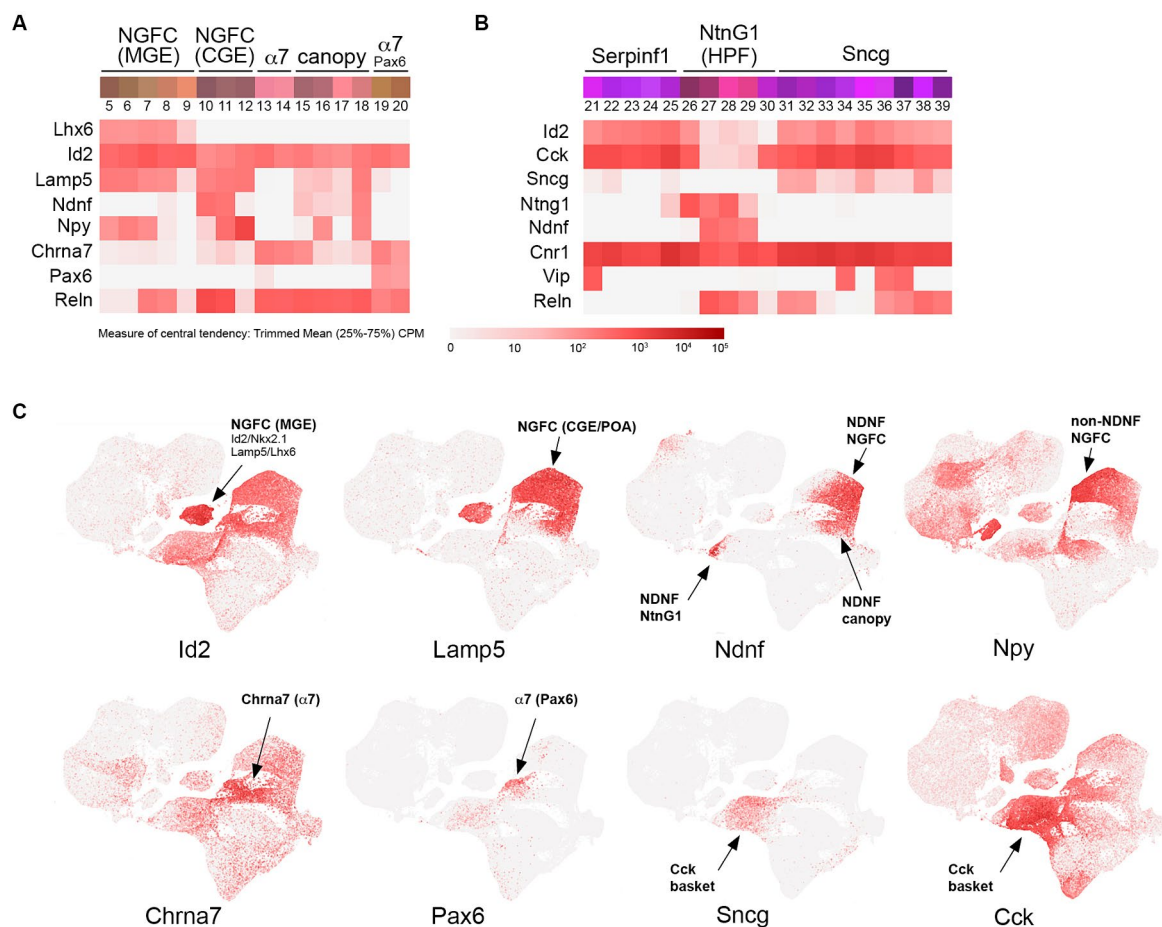 A
NGFC
(MGE)
NGFC
(CGE)
α7
canopy
α7
Pax6
5 6 7 8 9 10 11 12 13 14 15 16 17 18 19 20
Lhx6
Id2
Lamp5
Ndnf
Npy
Chrna7
Pax6
Reln
B
Serpinf1
NtnG1
(HPF)
Sncg
21 22 23 24 25 26 27 28 29 30 31 32 33 34 35 36 37 38 39
Id2
Cck
Sncg
Ntng1
Ndnf
Cnr1
Vip
Reln
Measure of central tendency: Trimmed Mean (25%-75%) CPM
0 10 10² 10³ 10⁴ 10⁵
C
NGFC (MGE)
Id2/Nkx2.1
Lamp5/Lhx6
Id2
NGFC (CGE/POA)
Lamp5
NDNF
NGFC
NDNF
NtnG1
NDNF
canopy
Ndnf
non-NDNF
NGFC
Npy
Chrna7 (α7)
Chrna7
α7 (Pax6)
Pax6
Cck
basket
Sncg
Cck
basket
Cck